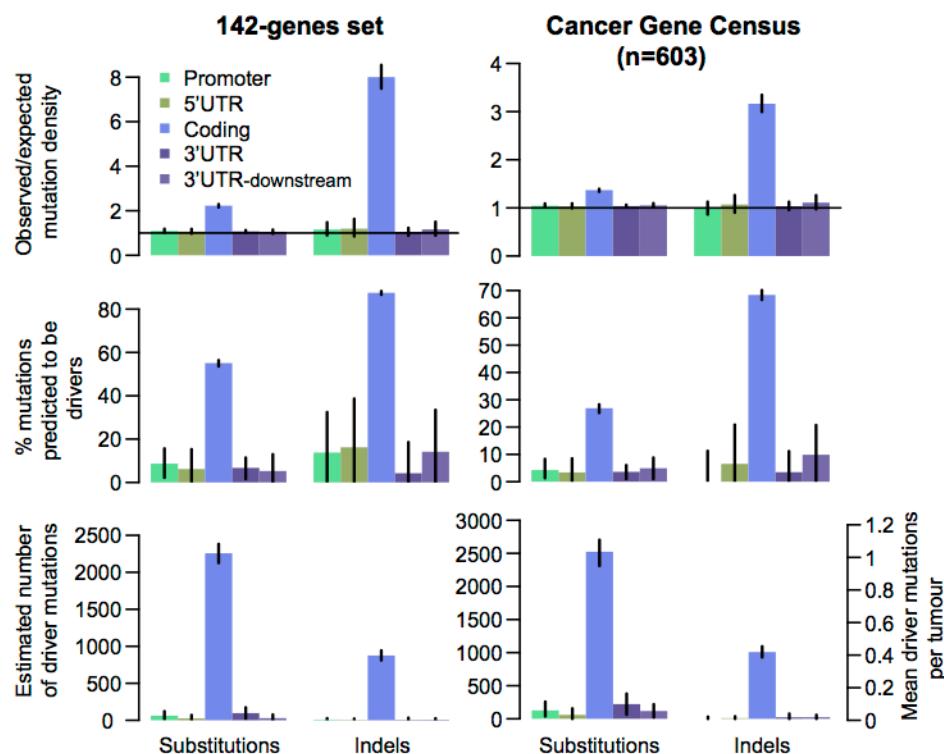 142-genes set
Cancer Gene Census
(n=603)
Observed/expected
mutation density
8
6
4
2
0
Promoter
5'UTR
Coding
3'UTR
3'UTR-downstream
4
3
2
1
0
% mutations
predicted to be
drivers
80
60
40
20
0
70
60
50
40
30
20
10
0
Estimated number
of driver mutations
2500
2000
1500
1000
500
0
3000
2500
2000
1500
1000
500
0
1.2
1
0.8
0.6
0.4
0.2
0
Mean driver mutations
per tumour
Substitutions
Indels
Substitutions
Indels